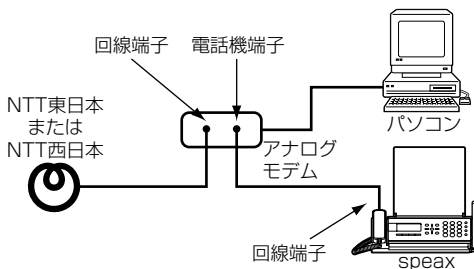 回線端子
電話機端子
NTT東日本
または
NTT西日本
アナログ
モデム
パソコン
回線端子
speax